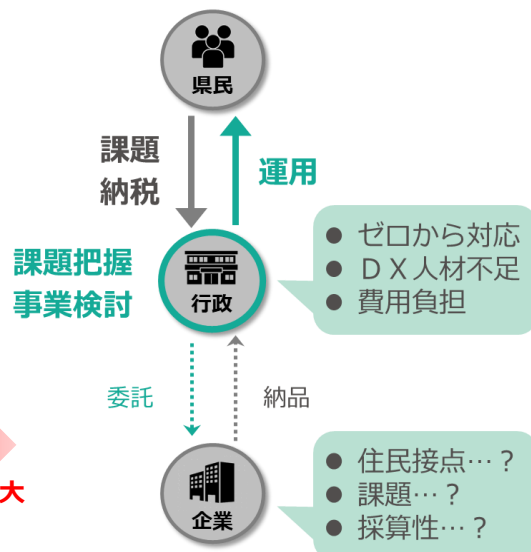 県民
課題
納税
運用
課題把握
事業検討
行政
● ゼロから対応
● ＤＸ人材不足
● 費用負担
委託
納品
大
企業
● 住民接点…？
● 課題…？
● 採算性…？